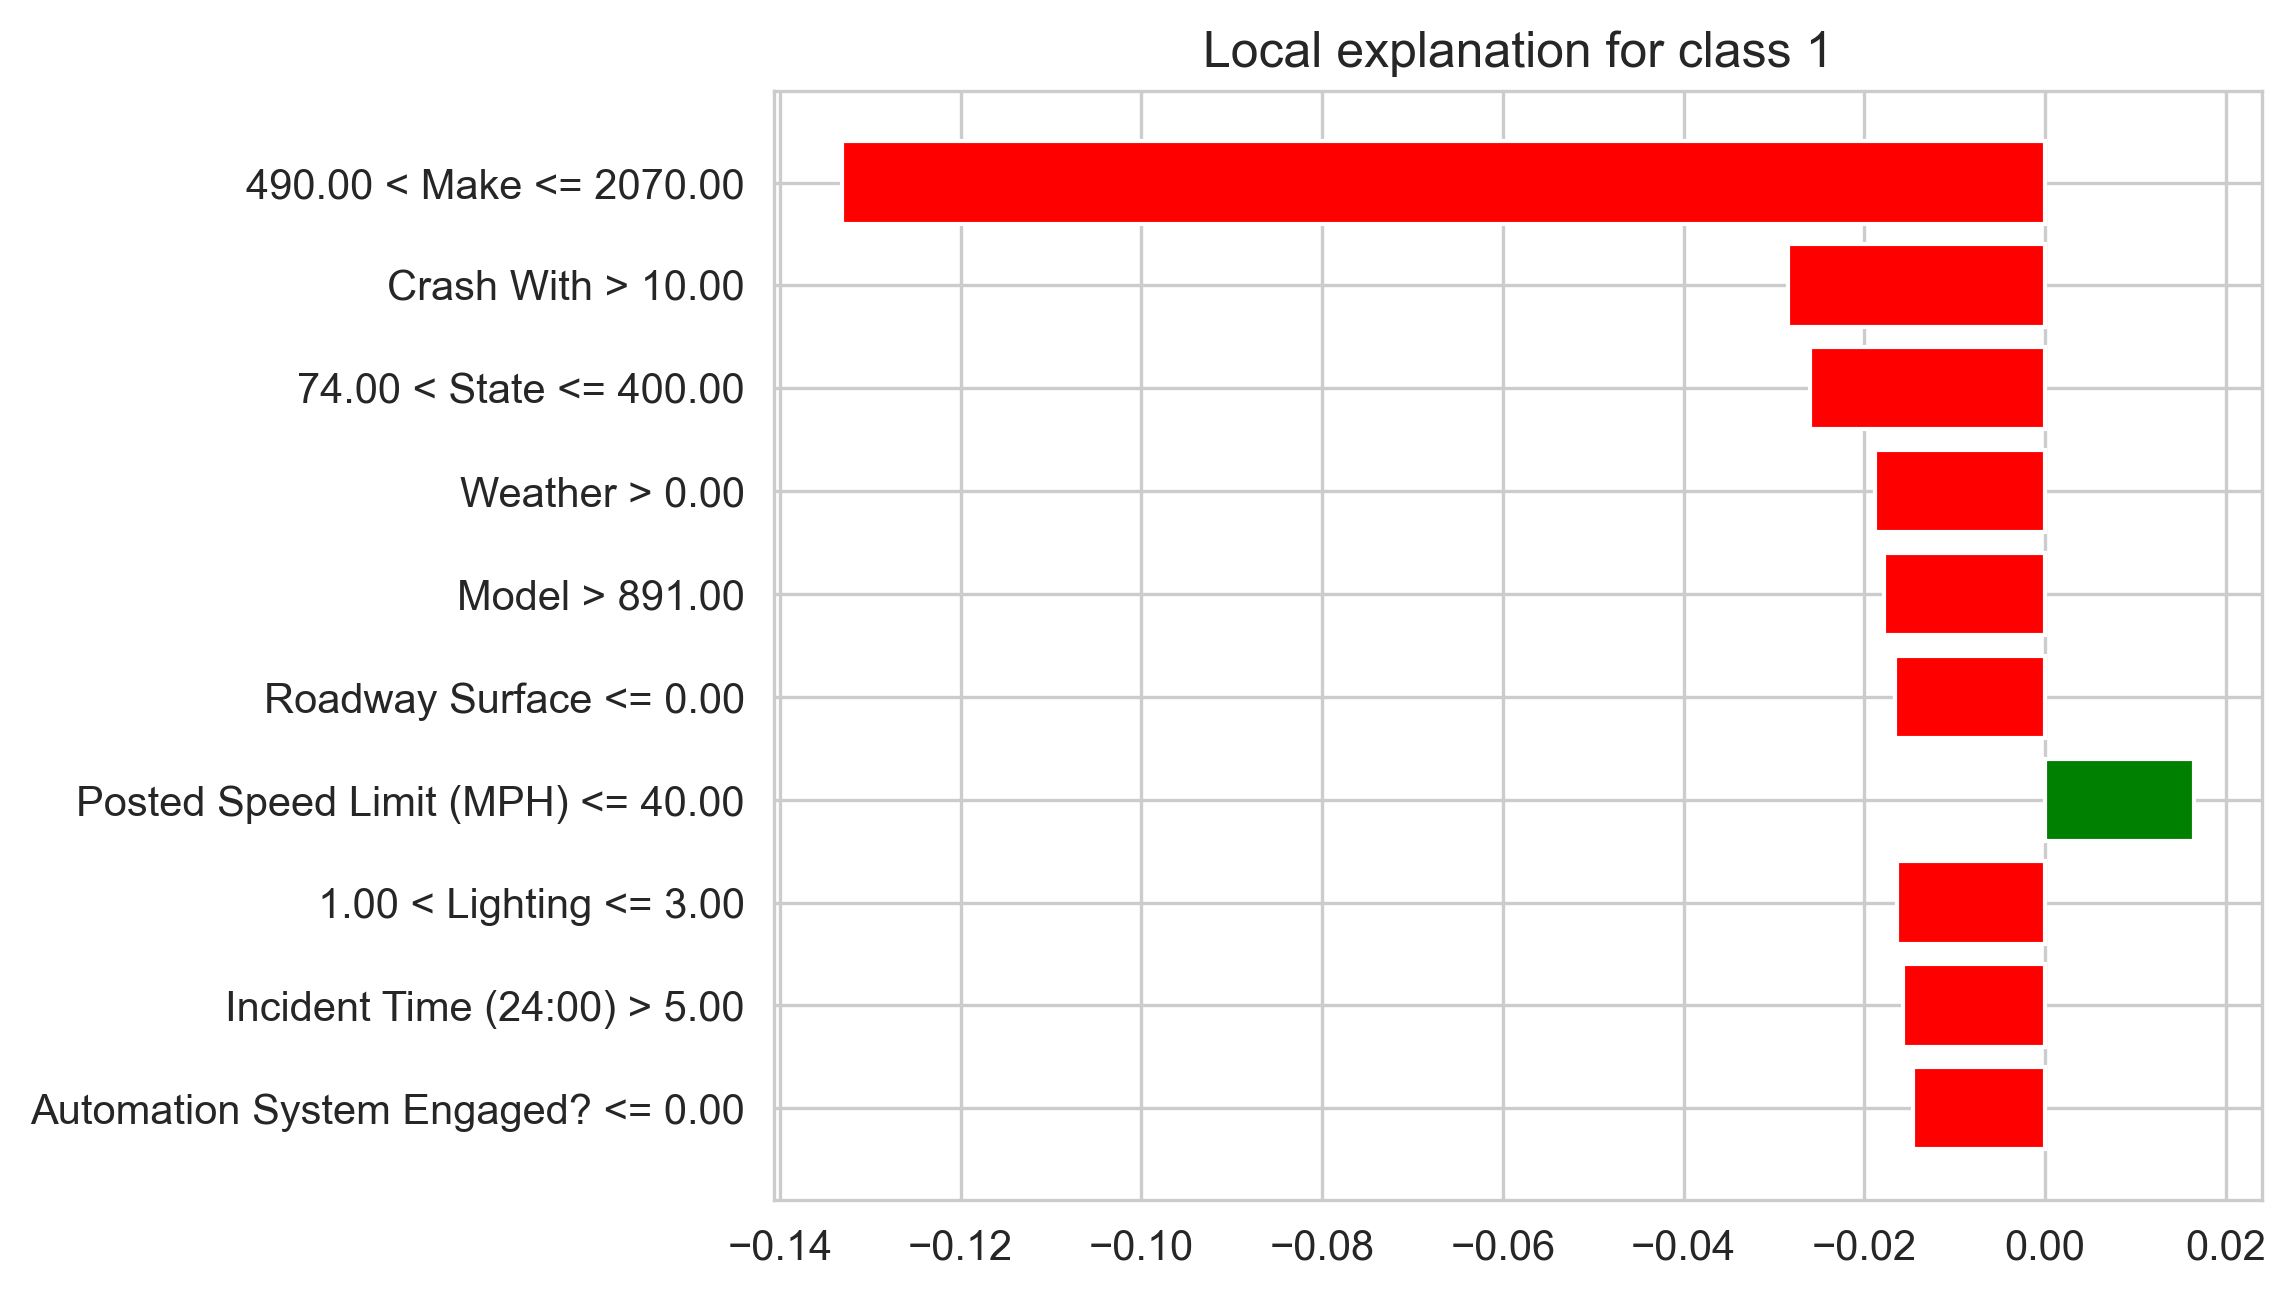 Local explanation for class 1
490.00 < Make <= 2070.00
Crash With > 10.00
74.00 < State <= 400.00
Weather > 0.00
Model > 891.00
Roadway Surface <= 0.00
Posted Speed Limit (MPH) <= 40.00
1.00 < Lighting <= 3.00
Incident Time (24:00) > 5.00
Automation System Engaged? <= 0.00
−0.14 −0.12 −0.10 −0.08 −0.06 −0.04 −0.02 0.00 0.02